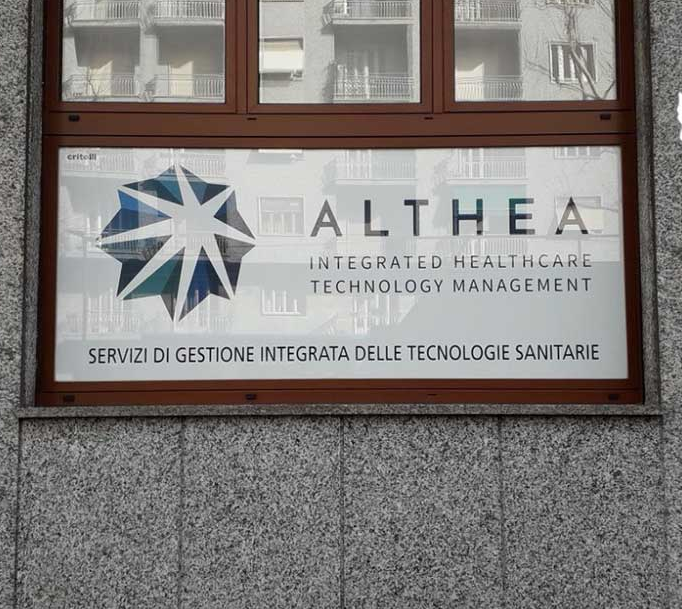 critelli
ALTHEA
INTEGRATED HEALTHCARE
TECHNOLOGY MANAGEMENT
SERVIZI DI GESTIONE INTEGRATA DELLE TECNOLOGIE SANITARIE